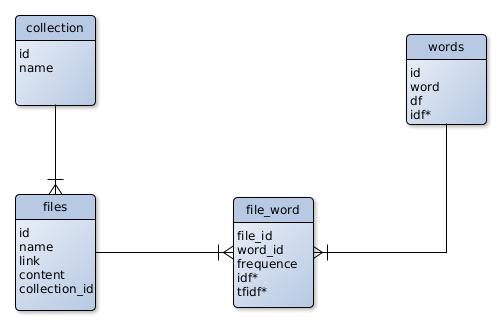 collection
id
name
words
id
word
df
idf*
files
id
name
link
content
collection_id
file_word
file_id
word_id
frequence
idf*
tfidf*